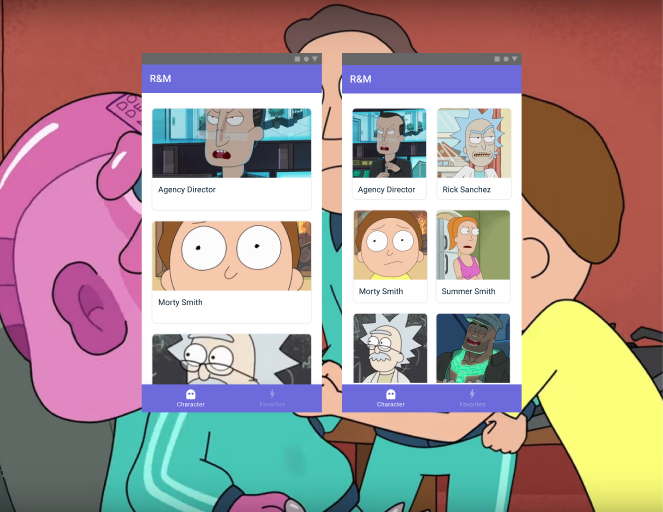 R&M
Agency Director
Morty Smith
Character
Favorites
R&M
Agency Director
Rick Sanchez
Morty Smith
Summer Smith
Character
Favorites